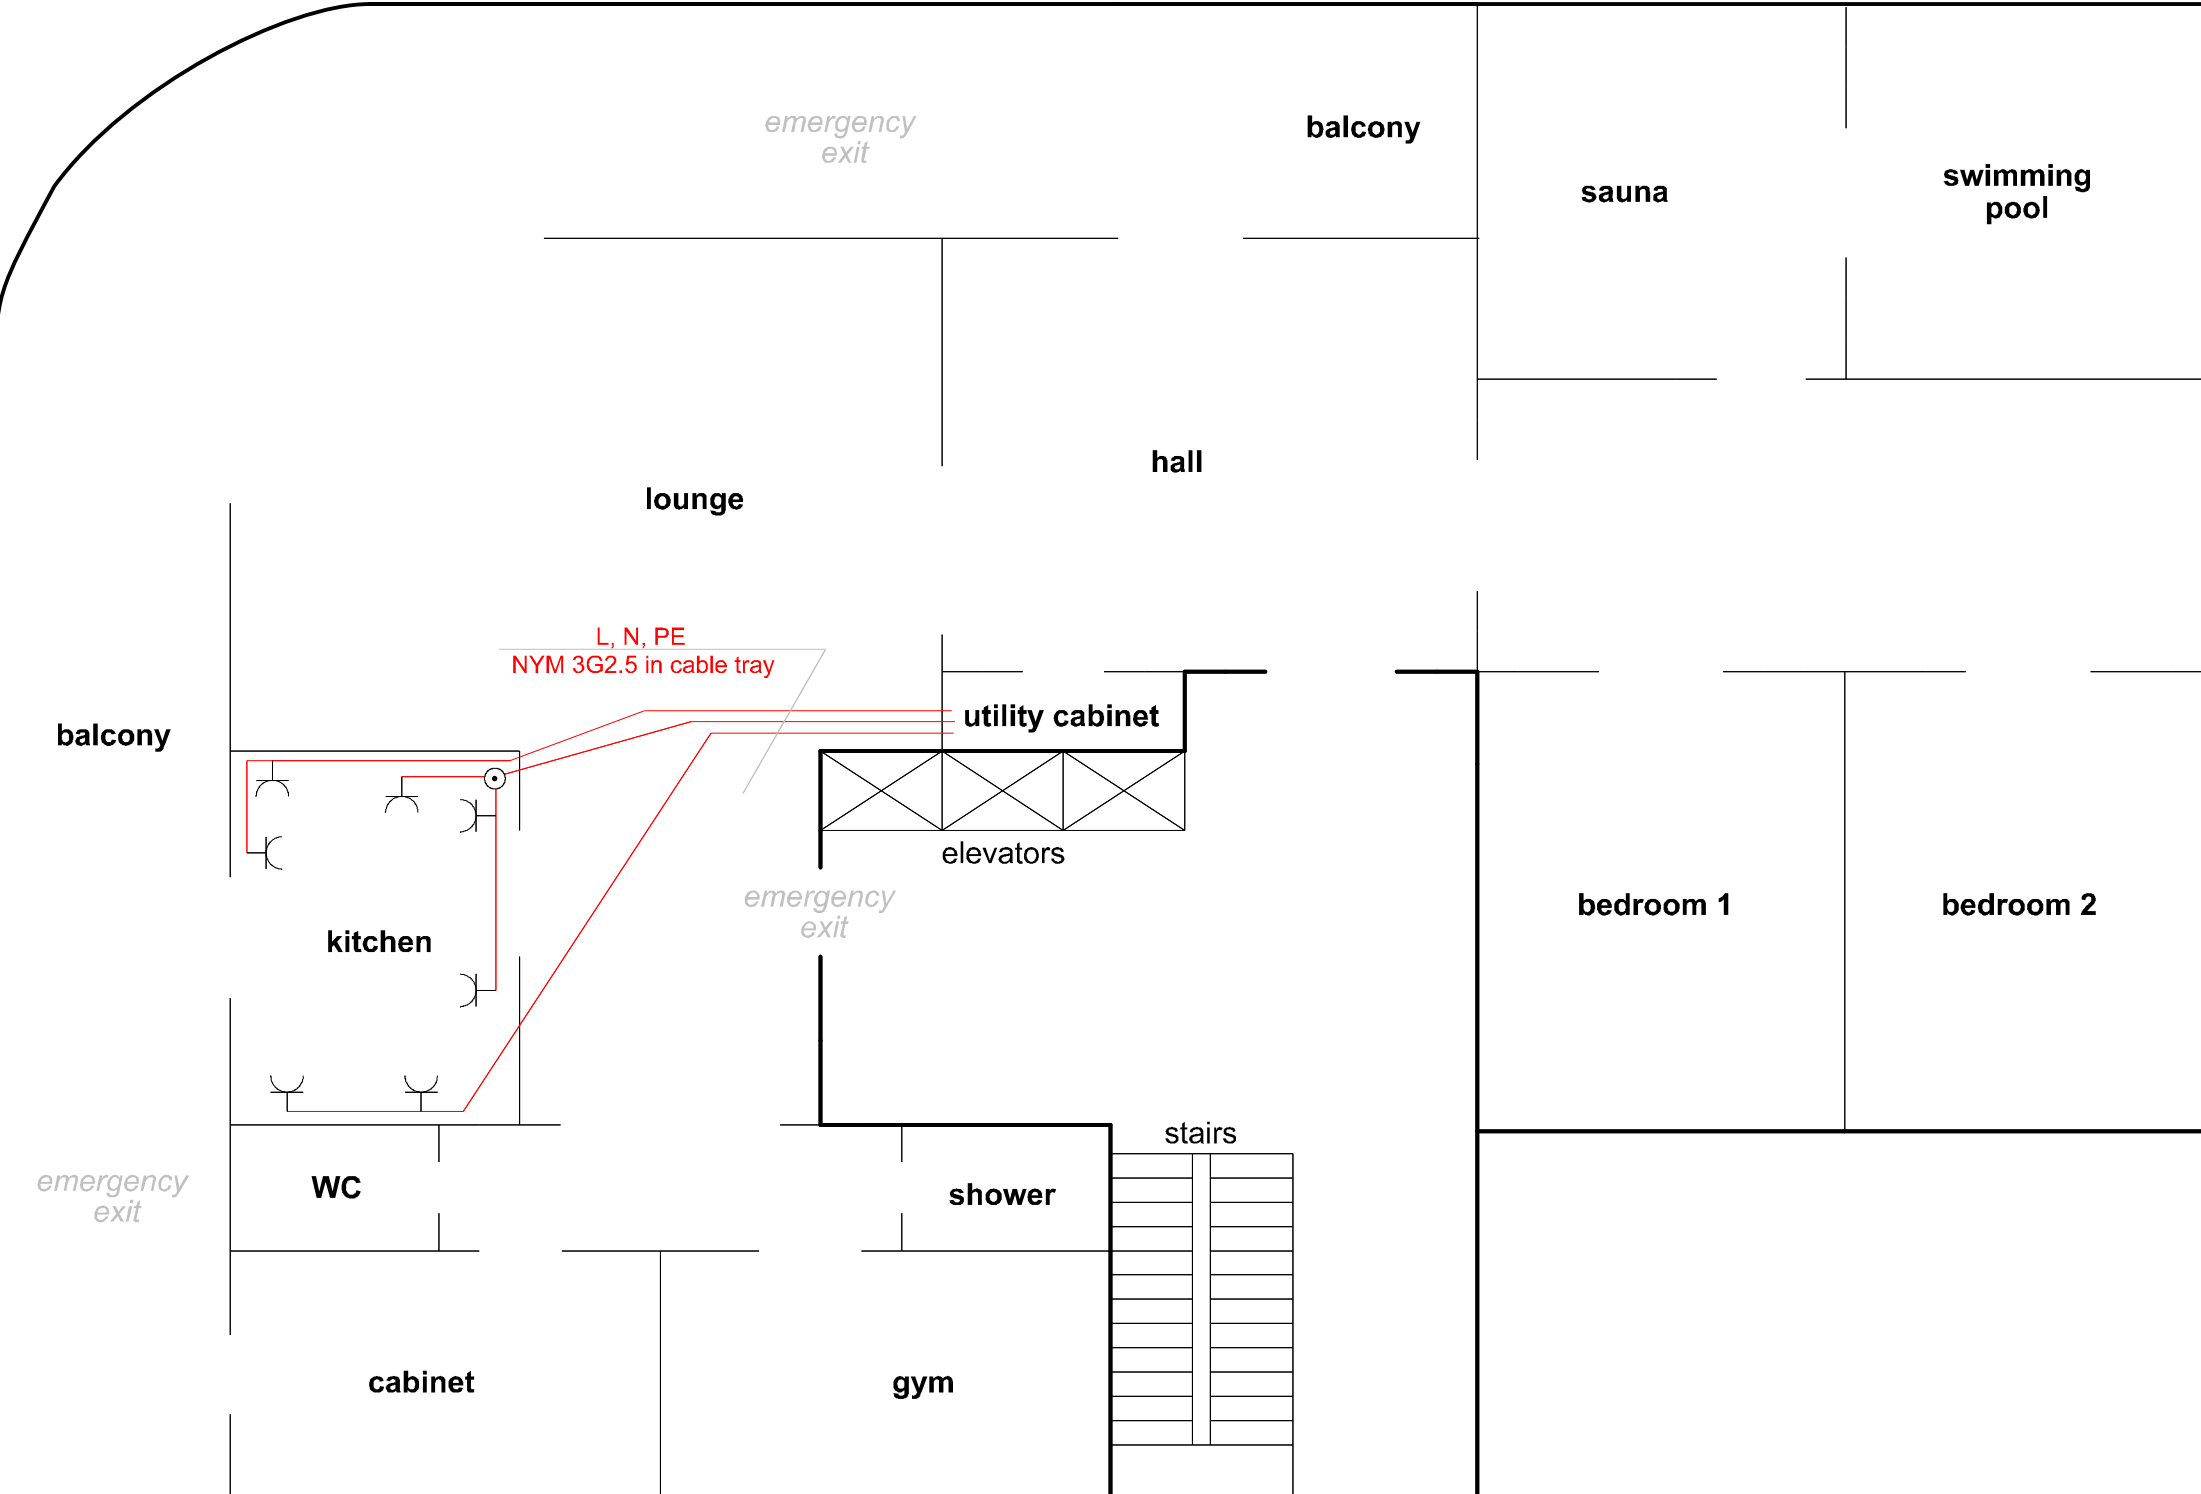 emergency
exit
balcony
sauna
swimming
pool
hall
lounge
L, N, PE
NYM 3G2.5 in cable tray
utility cabinet
balcony
elevators
emergency
exit
bedroom 1
bedroom 2
kitchen
stairs
emergency
exit
WC
shower
cabinet
gym